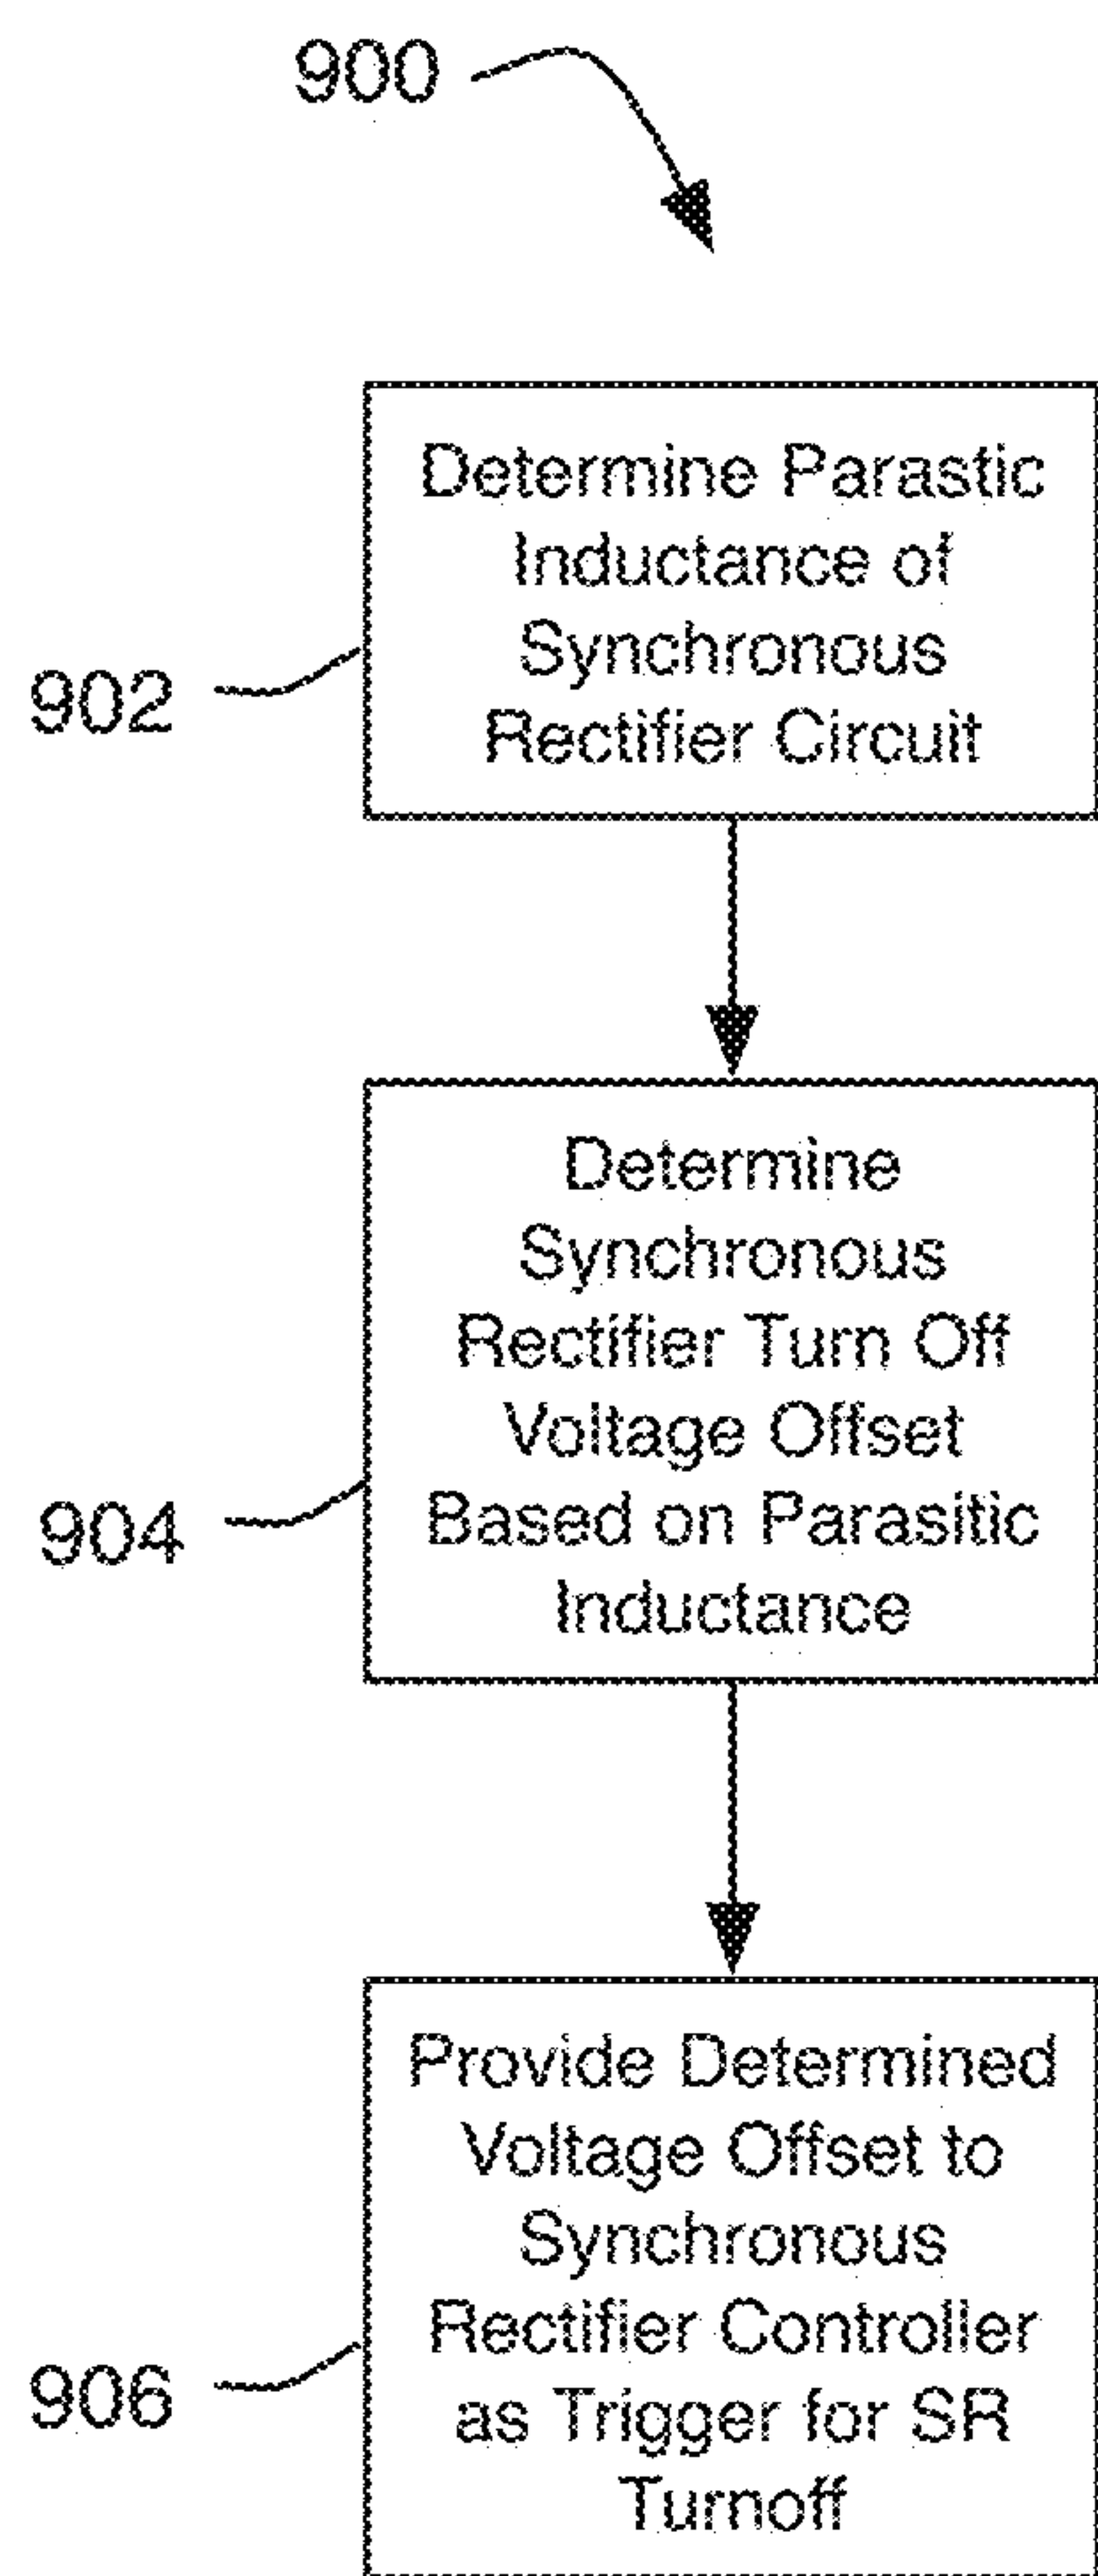 900
Determine Parastic
Inductance of
Synchronous
Rectifier Circuit
902
Determine
Synchronous
Rectifier Turn Off
Voltage Offset
Based on Parasitic
Inductance
904
Provide Determined
Voltage Offset to
Synchronous
Rectifier Controller
as Trigger for SR
Turnoff
906